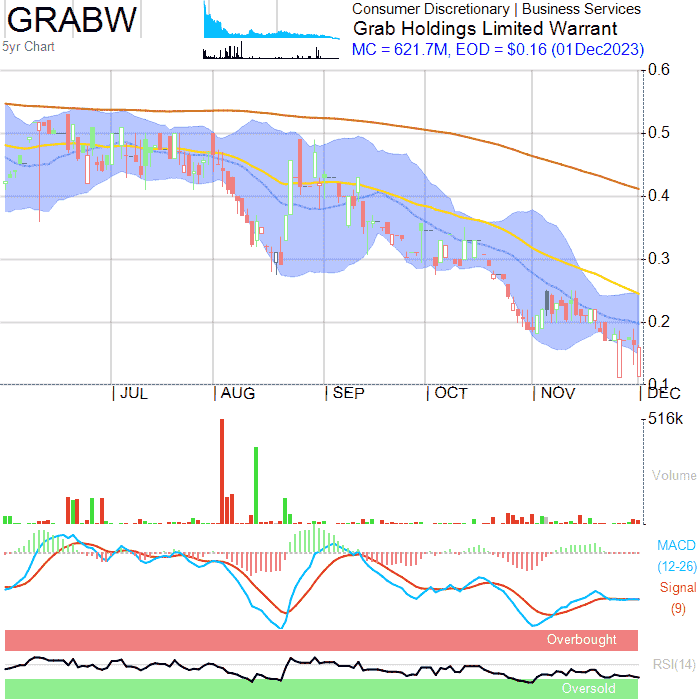 GRABW
5yr Chart
Consumer Discretionary | Business Services
Grab Holdings Limited Warrant
MC = 621.7M, EOD = $0.16 (01Dec2023)
0.6
0.5
0.4
0.3
0.2
0.1
JUL AUG SEP OCT NOV DEC
516k
Volume
MACD
(12-26)
Signal
(9)
Overbought
RSI(14)
Oversold